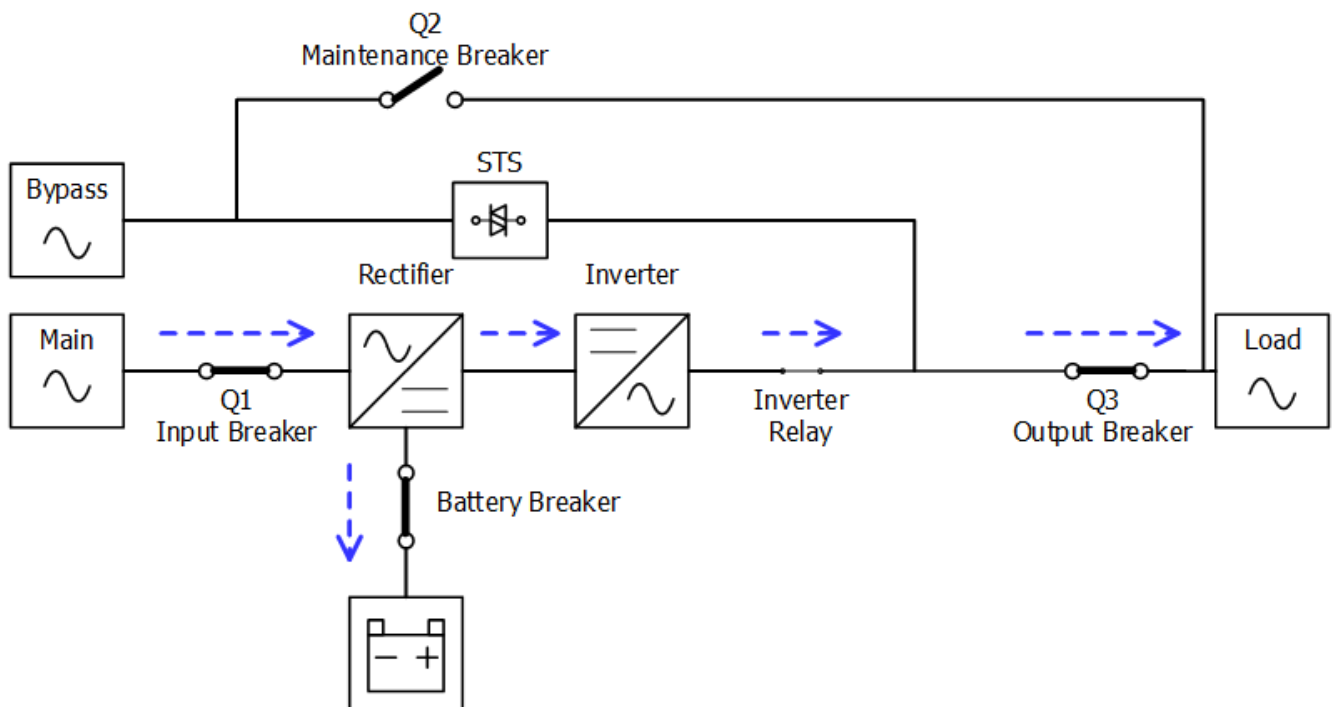 Q2
Maintenance Breaker
STS
Bypass
Rectifier
Inverter
Main
Load
Q1
Input Breaker
Inverter
Relay
Q3
Output Breaker
Battery Breaker
- +